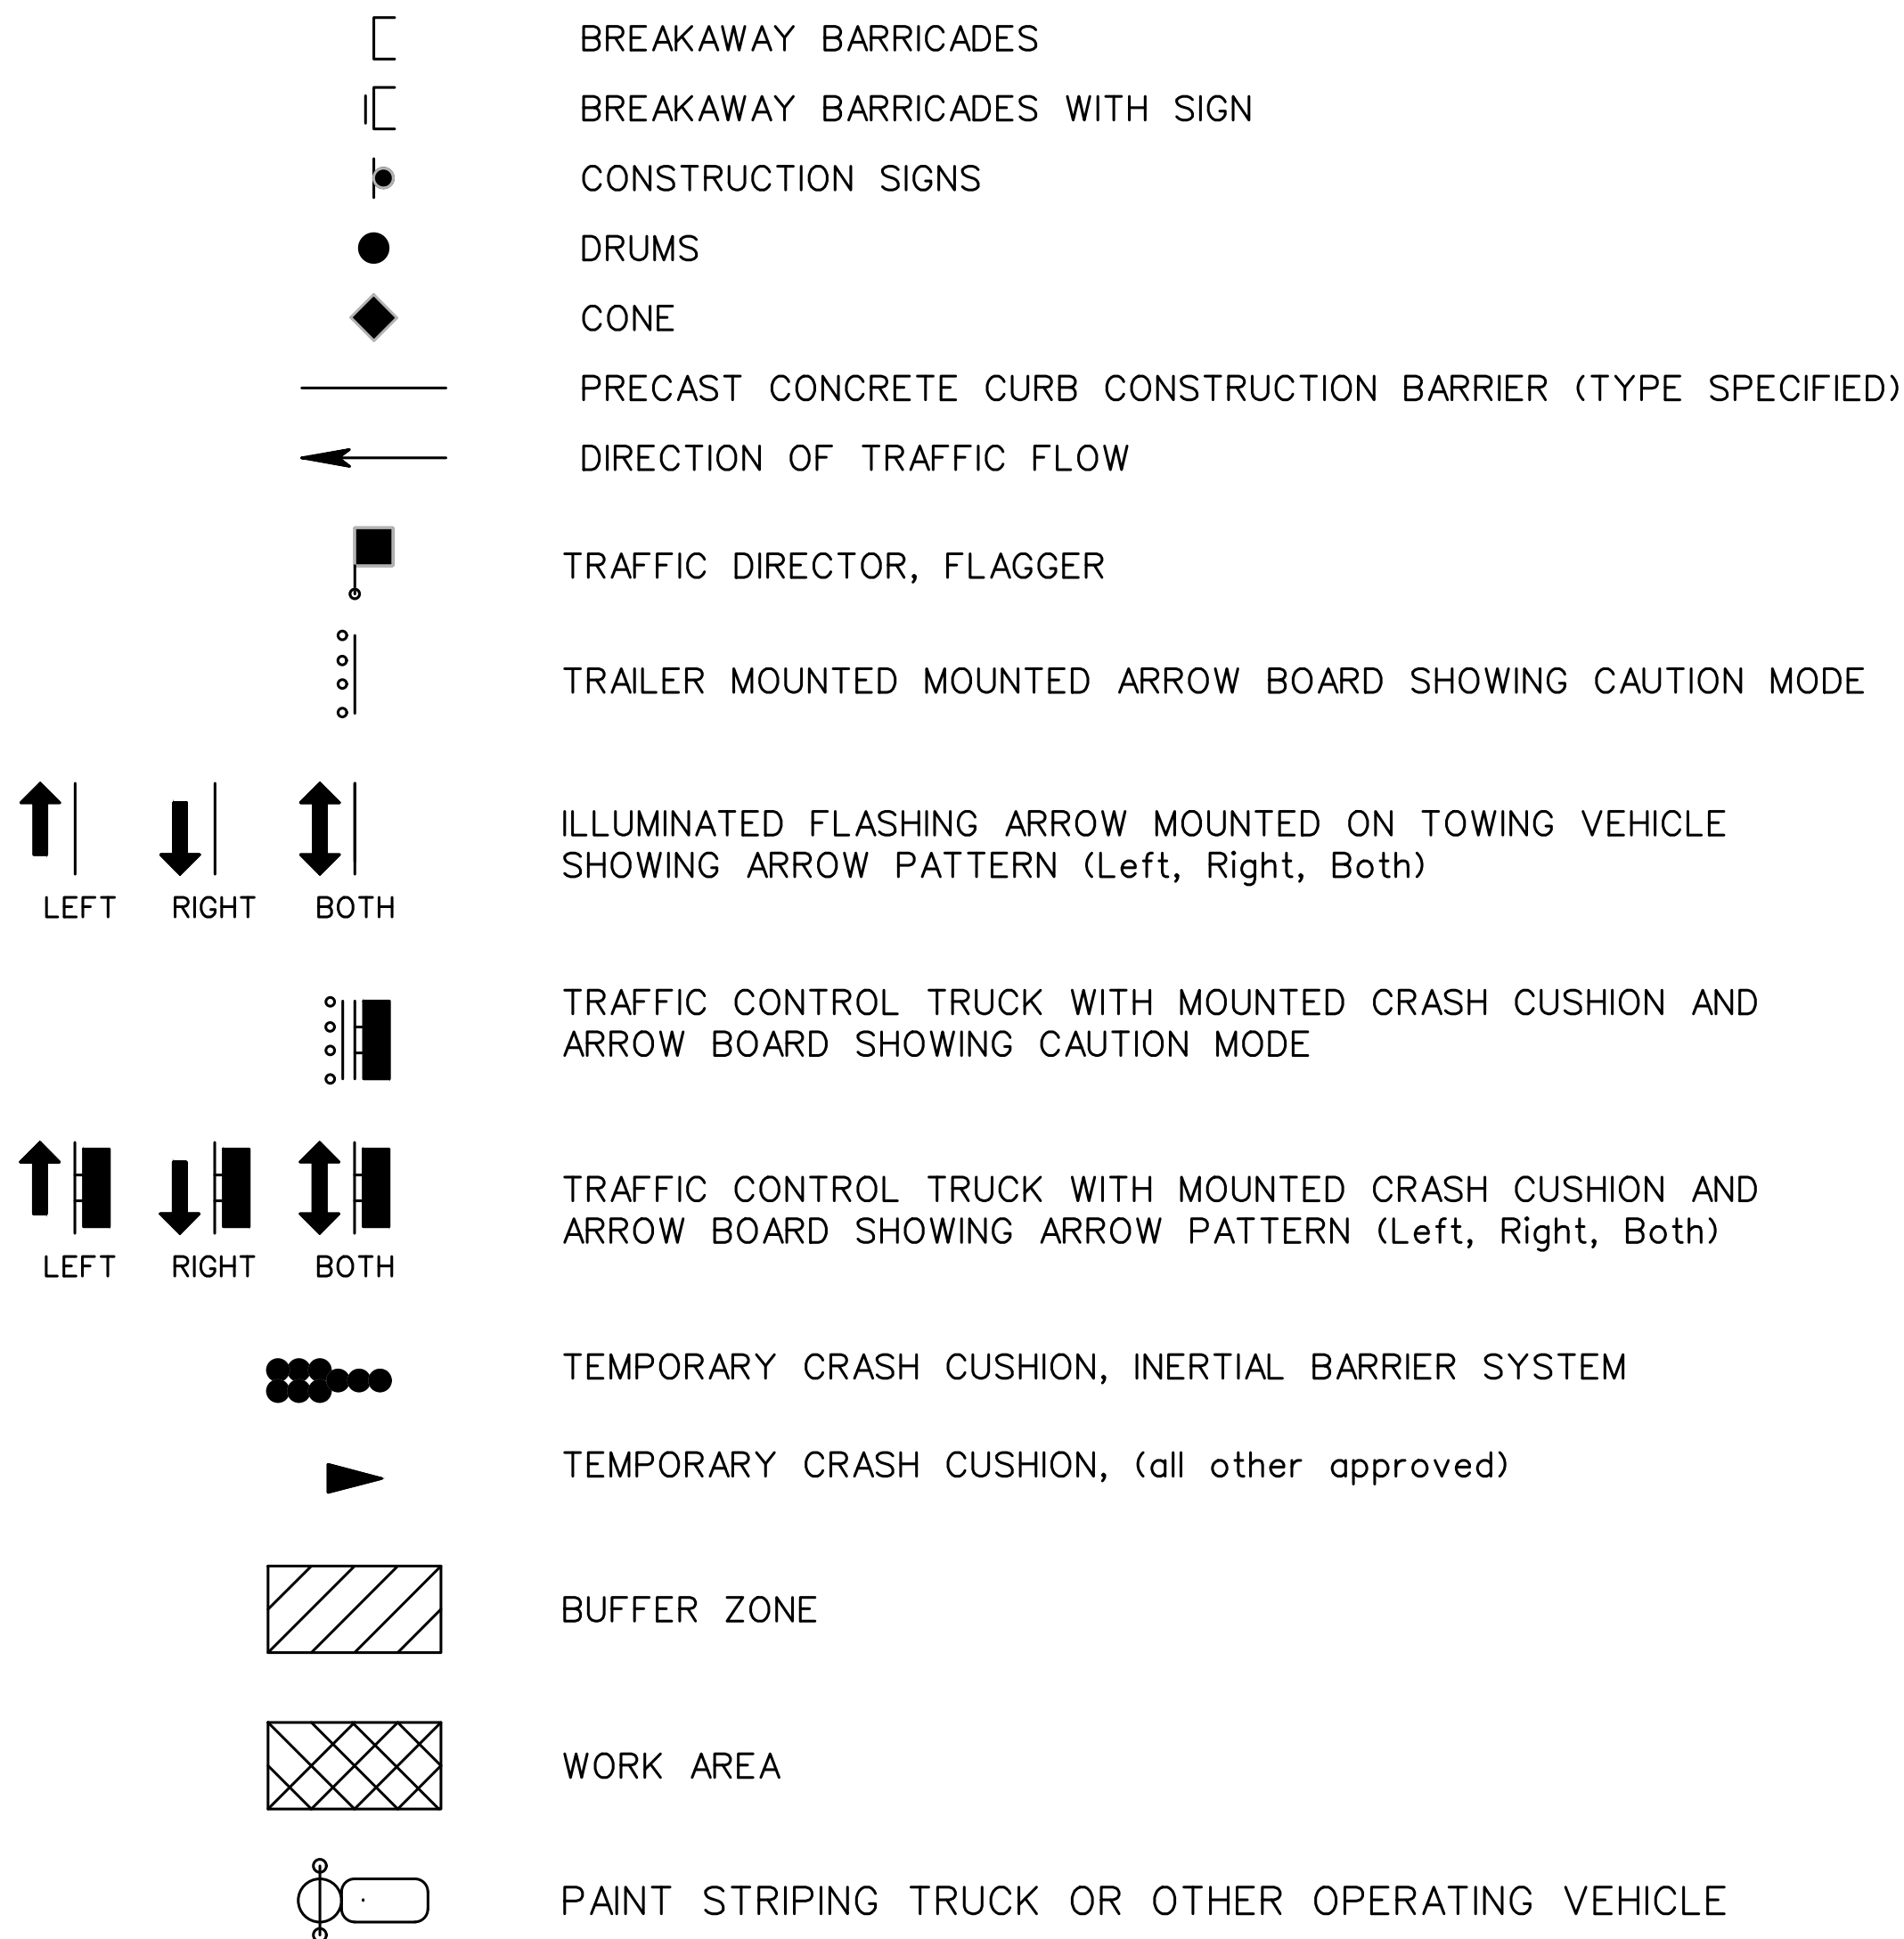 BREAKAWAY BARRICADES
BREAKAWAY BARRICADES WITH SIGN
CONSTRUCTION SIGNS
DRUMS
CONE
PRECAST CONCRETE CURB CONSTRUCTION BARRIER (TYPE SPECIFIED)
DIRECTION OF TRAFFIC FLOW
TRAFFIC DIRECTOR, FLAGGER
TRAILER MOUNTED MOUNTED ARROW BOARD SHOWING CAUTION MODE
ILLUMINATED FLASHING ARROW MOUNTED ON TOWING VEHICLE
SHOWING ARROW PATTERN (Left, Right, Both)
LEFT RIGHT BOTH
TRAFFIC CONTROL TRUCK WITH MOUNTED CRASH CUSHION AND
ARROW BOARD SHOWING CAUTION MODE
TRAFFIC CONTROL TRUCK WITH MOUNTED CRASH CUSHION AND
ARROW BOARD SHOWING ARROW PATTERN (Left, Right, Both)
LEFT RIGHT BOTH
TEMPORARY CRASH CUSHION, INERTIAL BARRIER SYSTEM
TEMPORARY CRASH CUSHION, (all other approved)
BUFFER ZONE
WORK AREA
PAINT STRIPING TRUCK OR OTHER OPERATING VEHICLE